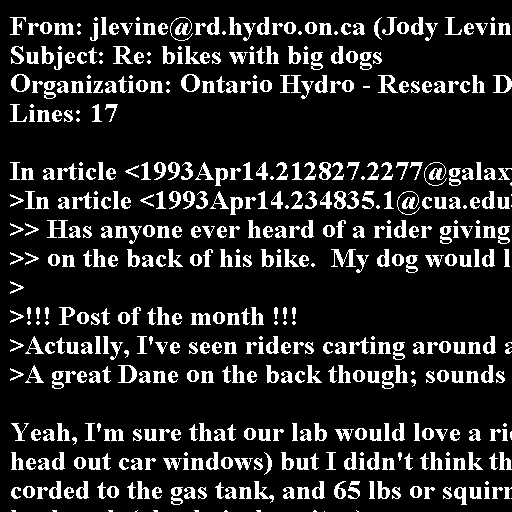 From: jlevine@rd.hydro.on.ca (Jody Levin
Subject: Re: bikes with big dogs
Organization: Ontario Hydro - Research D
Lines: 17

In article <1993Apr14.212827.2277@galaxy
>In article <1993Apr14.234835.1@cua.edu>
>> Has anyone ever heard of a rider giving
>> on the back of his bike.  My dog would l
>
>!!! Post of the month !!!
>Actually, I've seen riders carting around a
>A great Dane on the back though; sounds

Yeah, I'm sure that our lab would love a ri
head out car windows) but I didn't think th
corded to the gas tank, and 65 lbs or squirr